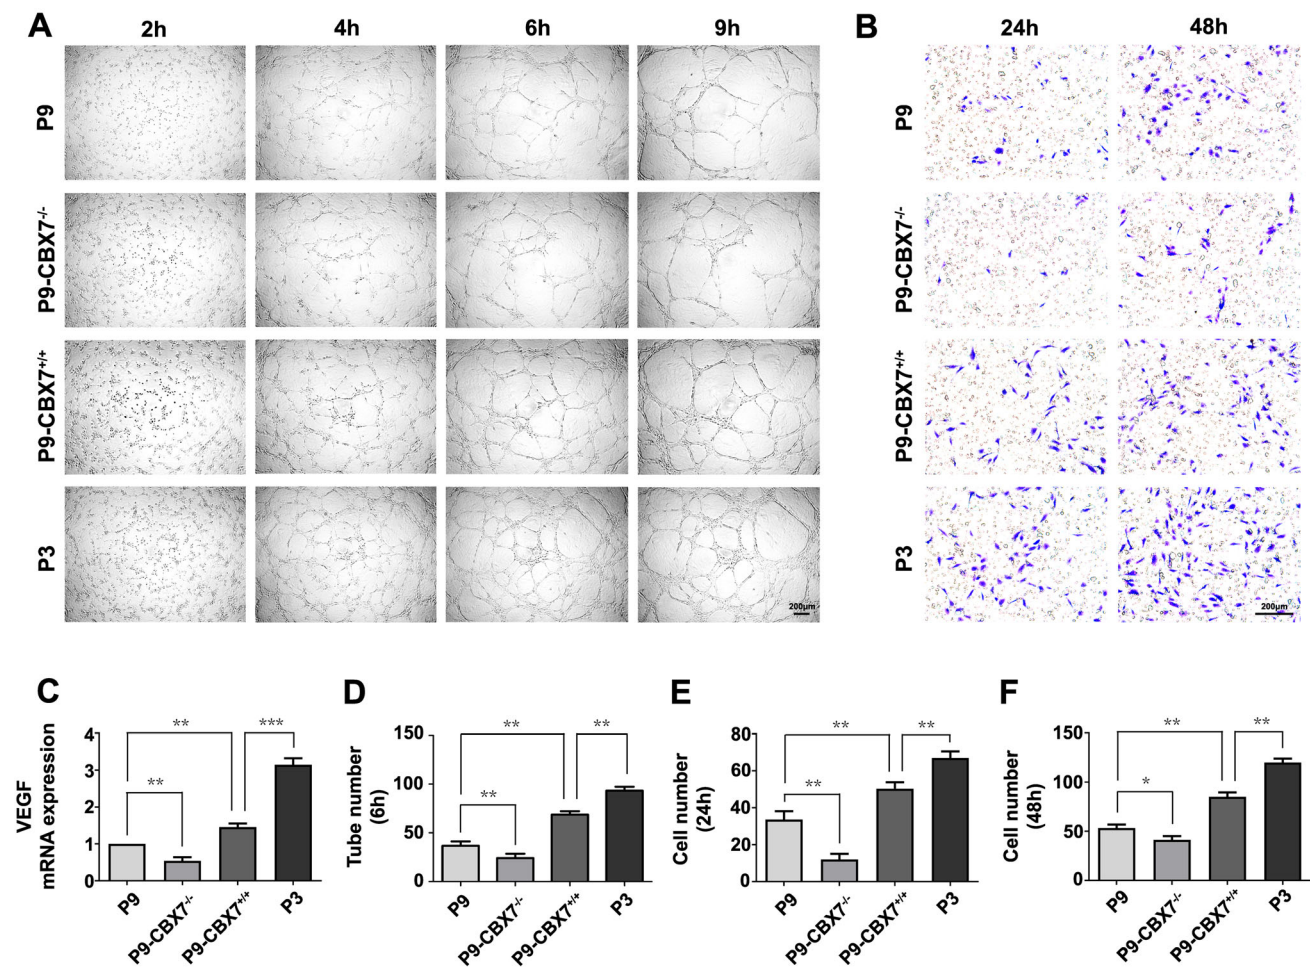 A
2h 4h 6h 9h
B
24h 48h
P9
P9
P9-CBX7-/-
P9-CBX7-/-
P9-CBX7+/+
P9-CBX7+/+
P3
P3
200μm
200μm
C
VEGF
mRNA expression
4
3
2
1
0
**
**
***
P9
P9-CBX7-/-
P9-CBX7+/+
P3
D
Tube number
(6h)
150
100
50
0
**
**
**
P9
P9-CBX7-/-
P9-CBX7+/+
P3
E
Cell number
(24h)
80
60
40
20
0
**
**
**
P9
P9-CBX7-/-
P9-CBX7+/+
P3
F
Cell number
(48h)
150
100
50
0
*
**
**
P9
P9-CBX7-/-
P9-CBX7+/+
P3